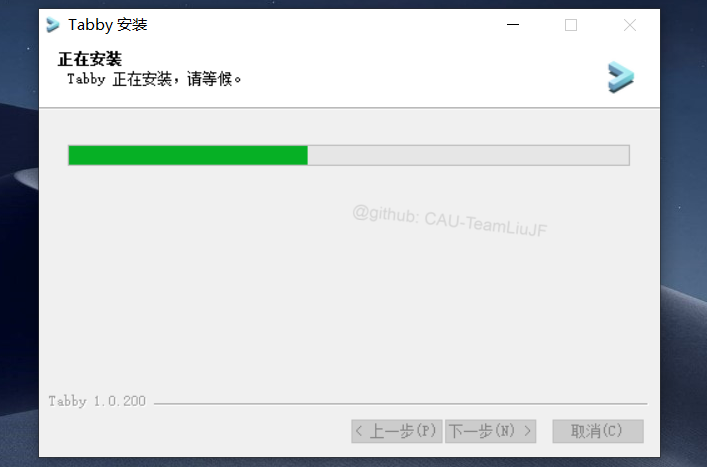 Tabby 安装
正在安装
Tabby 正在安装，请等候。
@github: CAU-TeamLiuJF
Tabby 1.0.200
< 上一步(P) 下一步(N) > 取消(C)